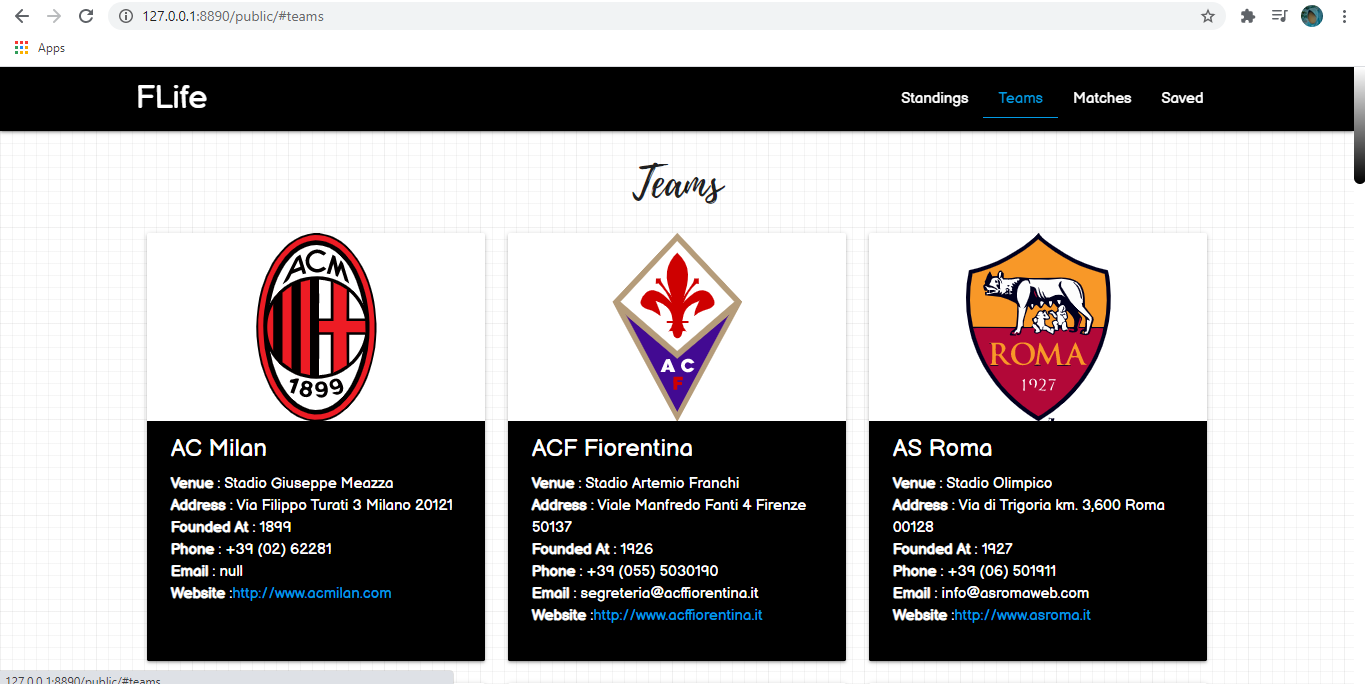 127.0.0.1:8890/public/#teams
Apps
FLife
Standings Teams Matches Saved
Teams
ACM
1899
A C
F
ROMA
1927
AC Milan
Venue : Stadio Giuseppe Meazza
Address : Via Filippo Turati 3 Milano 20121
Founded At : 1899
Phone : +39 (02) 62281
Email : null
Website :http://www.acmilan.com
ACF Fiorentina
Venue : Stadio Artemio Franchi
Address : Viale Manfredo Fanti 4 Firenze
50137
Founded At : 1926
Phone : +39 (055) 5030190
Email : segreteria@acffiorentina.it
Website :http://www.acffiorentina.it
AS Roma
Venue : Stadio Olimpico
Address : Via di Trigoria km. 3,600 Roma
00128
Founded At : 1927
Phone : +39 (06) 501911
Email : info@asromaweb.com
Website :http://www.asroma.it
127.0.0.1:8890/public/#teams